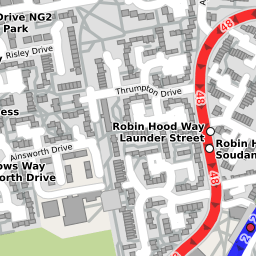 Drive NG2
Park
48
Risley Drive
Thrumpton Drive
48
Robin Hood Way
Launder Street
Robin H
Soudan
ess
Ainsworth Drive
ows Way
orth Drive
48
2